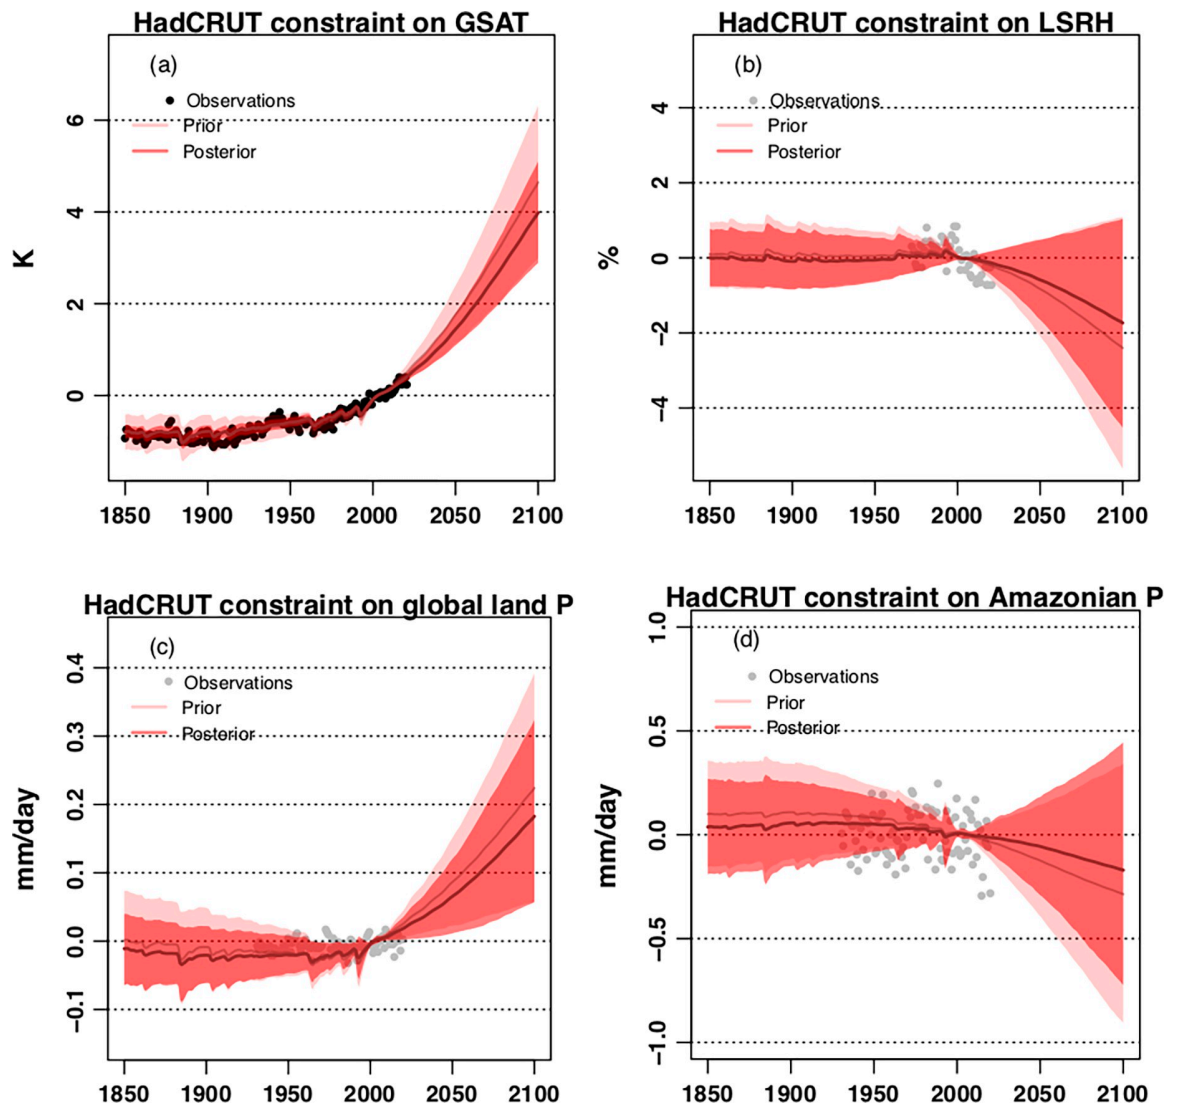 HadCRUT constraint on GSAT
(a)
Observations
Prior
Posterior
K
6
4
2
0
1850 1900 1950 2000 2050 2100
HadCRUT constraint on LSRH
(b)
Observations
Prior
Posterior
%
4
2
0
−2
−4
1850 1900 1950 2000 2050 2100
HadCRUT constraint on global land P
(c)
Observations
Prior
Posterior
mm/day
0.4
0.3
0.2
0.1
0.0
−0.1
1850 1900 1950 2000 2050 2100
HadCRUT constraint on Amazonian P
(d)
Observations
Prior
Posterior
mm/day
1.0
0.5
0.0
−0.5
−1.0
1850 1900 1950 2000 2050 2100